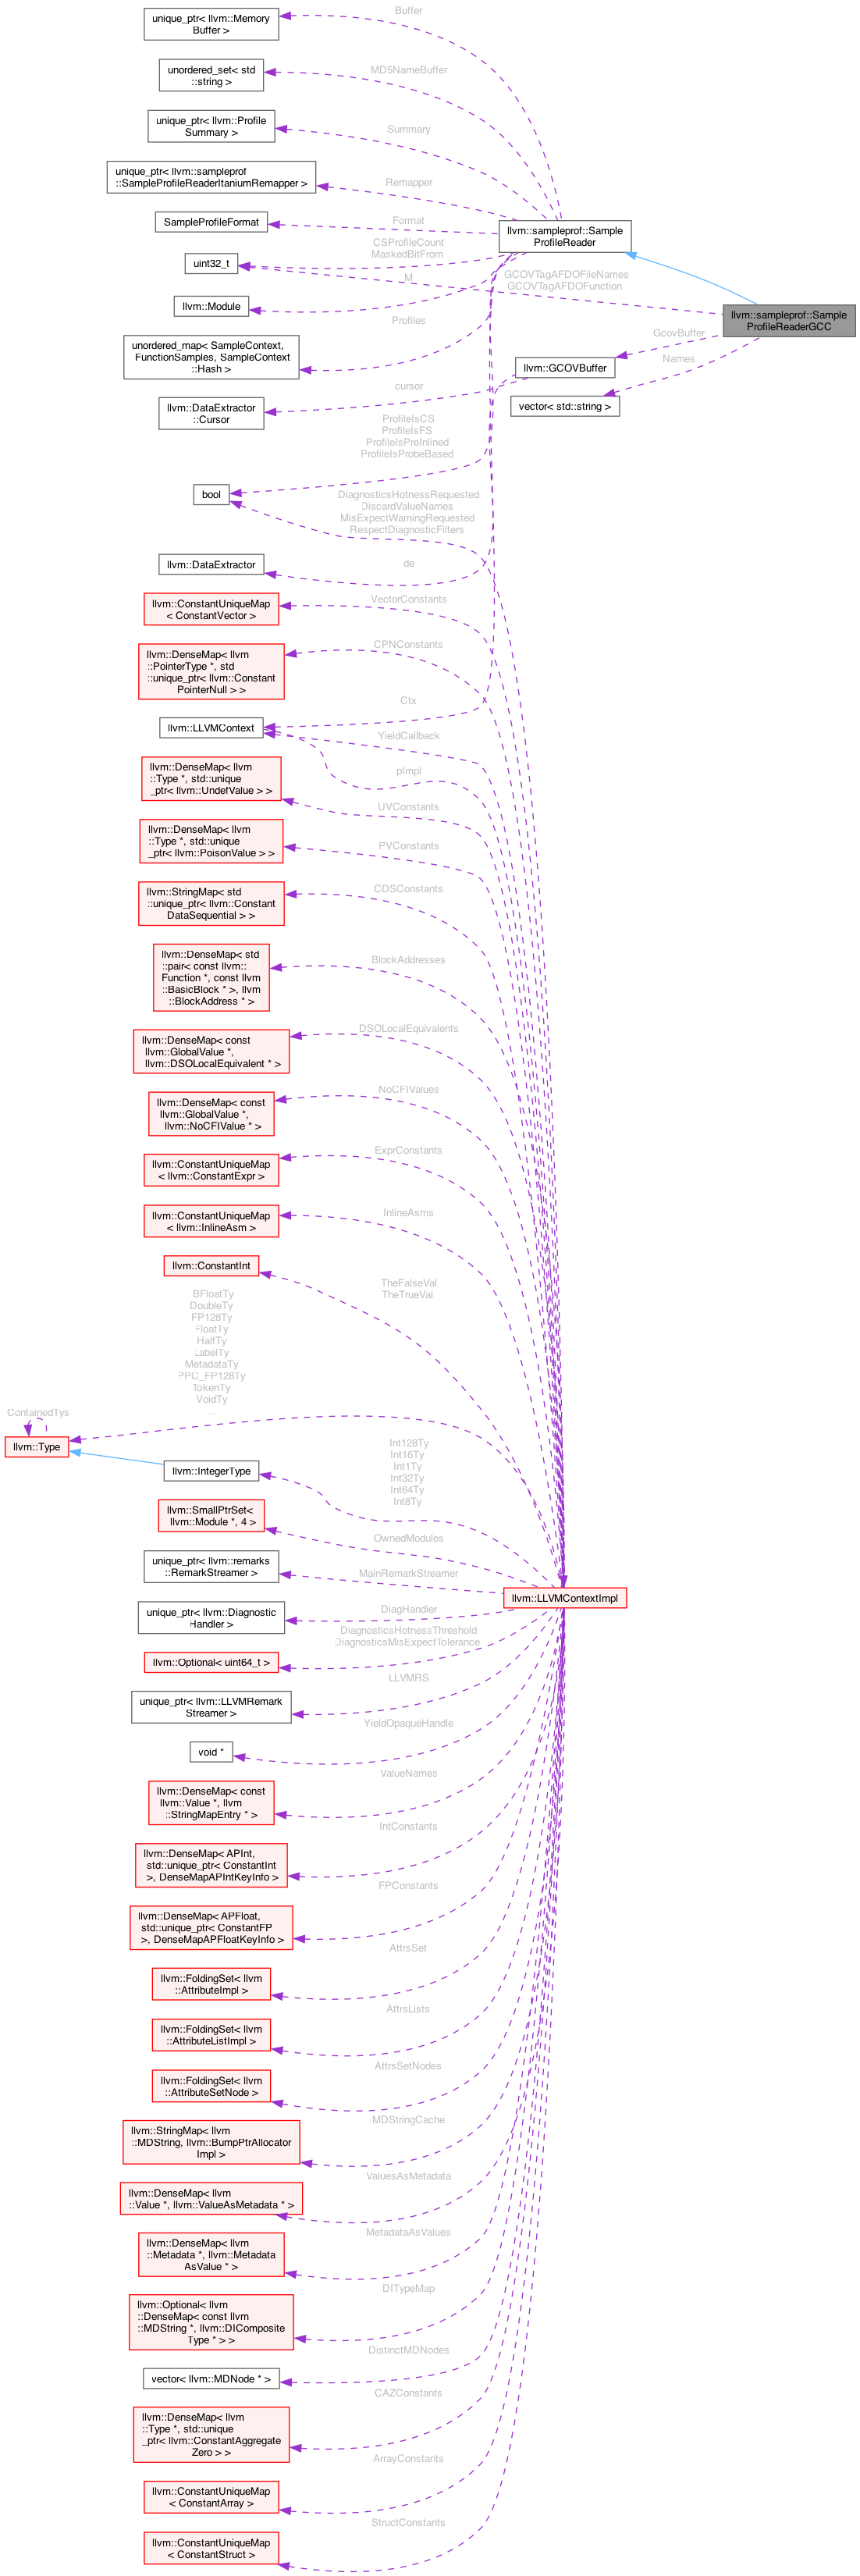 Buffer
unique_ptr< llvm::Memory
Buffer >
MD5NameBuffer
unordered_set< std
::string >
Summary
unique_ptr< llvm::Profile
Summary >
Remapper
unique_ptr< llvm::sampleprof
::SampleProfileReaderItaniumRemapper >
Format
SampleProfileFormat
llvm::sampleprof::Sample
ProfileReader
CSProfileCount
MaskedBitFrom
uint32_t
M
GCOVTagAFDOFileNames
GCOVTagAFDOFunction
llvm::Module
Profiles
llvm::sampleprof::Sample
ProfileReaderGCC
GcovBuffer
unordered_map< SampleContext,
FunctionSamples, SampleContext
::Hash >
Names
llvm::GCOVBuffer
cursor
llvm::DataExtractor
::Cursor
vector< std::string >
ProfileIsCS
ProfileIsFS
ProfileIsPreInlined
ProfileIsProbeBased
bool
DiagnosticsHotnessRequested
DiscardValueNames
MisExpectWarningRequested
RespectDiagnosticFilters
llvm::DataExtractor
de
VectorConstants
llvm::ConstantUniqueMap
< ConstantVector >
CPNConstants
llvm::DenseMap< llvm
::PointerType *, std
::unique_ptr< llvm::Constant
PointerNull > >
Ctx
llvm::LLVMContext
YieldCallback
pImpl
llvm::DenseMap< llvm
::Type *, std::unique
_ptr< llvm::UndefValue > >
UVConstants
llvm::DenseMap< llvm
::Type *, std::unique
_ptr< llvm::PoisonValue > >
PVConstants
llvm::StringMap< std
::unique_ptr< llvm::Constant
DataSequential > >
CDSConstants
llvm::DenseMap< std
::pair< const llvm::
Function *, const llvm
::BasicBlock * >, llvm
::BlockAddress * >
BlockAddresses
DSOLocalEquivalents
llvm::DenseMap< const
llvm::GlobalValue *,
llvm::DSOLocalEquivalent * >
NoCFIValues
llvm::DenseMap< const
llvm::GlobalValue *,
llvm::NoCFIValue * >
ExprConstants
llvm::ConstantUniqueMap
< llvm::ConstantExpr >
InlineAsms
llvm::ConstantUniqueMap
< llvm::InlineAsm >
llvm::ConstantInt
TheFalseVal
TheTrueVal
BFloatTy
DoubleTy
FP128Ty
FloatTy
HalfTy
LabelTy
MetadataTy
PPC_FP128Ty
TokenTy
VoidTy
...
ContainedTys
llvm::Type
llvm::IntegerType
Int128Ty
Int16Ty
Int1Ty
Int32Ty
Int64Ty
Int8Ty
llvm::SmallPtrSet<
llvm::Module *, 4 >
OwnedModules
unique_ptr< llvm::remarks
::RemarkStreamer >
MainRemarkStreamer
llvm::LLVMContextImpl
unique_ptr< llvm::Diagnostic
Handler >
DiagHandler
DiagnosticsHotnessThreshold
DiagnosticsMisExpectTolerance
llvm::Optional< uint64_t >
LLVMRS
unique_ptr< llvm::LLVMRemark
Streamer >
YieldOpaqueHandle
void *
ValueNames
llvm::DenseMap< const
llvm::Value *, llvm
::StringMapEntry * >
IntConstants
llvm::DenseMap< APInt,
std::unique_ptr< ConstantInt
>, DenseMapAPIntKeyInfo >
FPConstants
llvm::DenseMap< APFloat,
std::unique_ptr< ConstantFP
>, DenseMapAPFloatKeyInfo >
AttrsSet
llvm::FoldingSet< llvm
::AttributeImpl >
AttrsLists
llvm::FoldingSet< llvm
::AttributeListImpl >
AttrsSetNodes
llvm::FoldingSet< llvm
::AttributeSetNode >
MDStringCache
llvm::StringMap< llvm
::MDString, llvm::BumpPtrAllocator
Impl >
ValuesAsMetadata
llvm::DenseMap< llvm
::Value *, llvm::ValueAsMetadata * >
MetadataAsValues
llvm::DenseMap< llvm
::Metadata *, llvm::Metadata
AsValue * >
DITypeMap
llvm::Optional< llvm
::DenseMap< const llvm
::MDString *, llvm::DIComposite
Type * > >
DistinctMDNodes
vector< llvm::MDNode * >
CAZConstants
llvm::DenseMap< llvm
::Type *, std::unique
_ptr< llvm::ConstantAggregate
Zero > >
ArrayConstants
llvm::ConstantUniqueMap
< ConstantArray >
StructConstants
llvm::ConstantUniqueMap
< ConstantStruct >